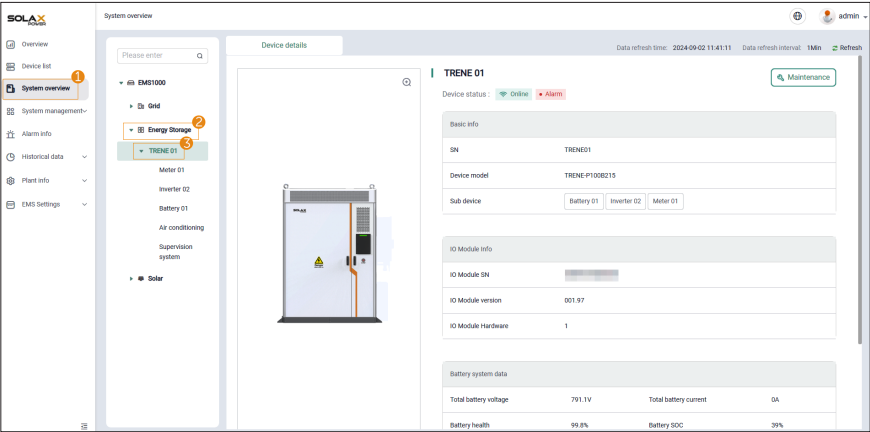 SOLAX
POWER
System overview
admin
Overview
Device list
1
System overview
System management
Alarm info
Historical data
Plant info
EMS Settings
Please enter
EMS1000
Grid
2
Energy Storage
3
TRENE 01
Meter 01
Inverter 02
Battery 01
Air conditioning
Supervision
system
Solar
Device details
Data refresh time: 2024-09-02 11:41:11 Data refresh interval: 1Min Refresh
TRENE 01
Maintenance
Device status : Online Alarm
Basic info
SN TRENE01
Device model TRENE-P100B215
Sub device Battery 01 Inverter 02 Meter 01
IO Module Info
IO Module SN
IO Module version 001.97
IO Module Hardware 1
Battery system data
Total battery voltage 791.1V Total battery current 0A
Battery health 99.8% Battery SOC 39%
SOLAX